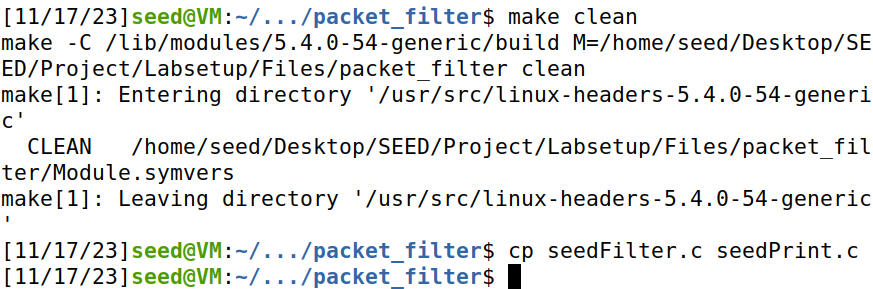 [11/17/23]seed@VM:~/.../packet_filter$ make clean
make -C /lib/modules/5.4.0-54-generic/build M=/home/seed/Desktop/SE
ED/Project/Labsetup/Files/packet_filter clean
make[1]: Entering directory '/usr/src/linux-headers-5.4.0-54-generi
c'
  CLEAN   /home/seed/Desktop/SEED/Project/Labsetup/Files/packet_fil
ter/Module.symvers
make[1]: Leaving directory '/usr/src/linux-headers-5.4.0-54-generic
'
[11/17/23]seed@VM:~/.../packet_filter$ cp seedFilter.c seedPrint.c
[11/17/23]seed@VM:~/.../packet_filter$